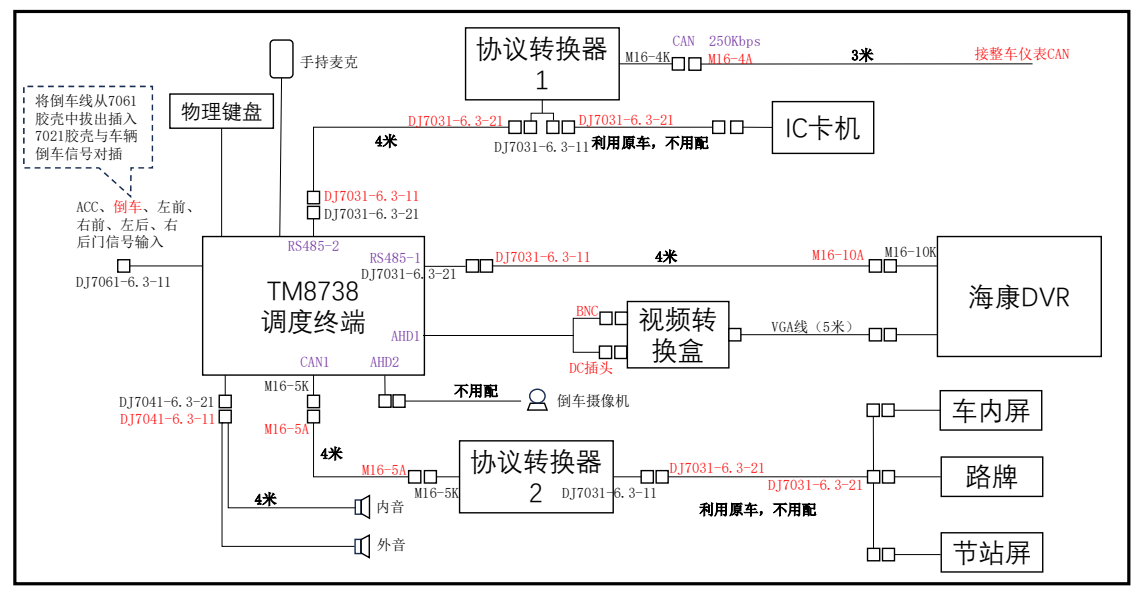 协议转换器
1
CAN 250Kbps
M16-4K
M16-4A
3米
接整车仪表CAN
手持麦克
将倒车线从7061
胶壳中拔出插入
7021胶壳与车辆
倒车信号对插
物理键盘
DJ7031-6.3-21
DJ7031-6.3-21
IC卡机
4米
DJ7031-6.3-11
利用原车，不用配
DJ7031-6.3-11
DJ7031-6.3-21
ACC、倒车、左前、
右前、左后、右
后门信号输入
DJ7061-6.3-11
RS485-2
RS485-1
DJ7031-6.3-21
DJ7031-6.3-11
4米
M16-10A
M16-10K
TM8738
调度终端
海康DVR
BNC
视频转
换盒
VGA线（5米）
AHD1
DC插头
CAN1
AHD2
M16-5K
DJ7041-6.3-21
DJ7041-6.3-11
不用配
倒车摄像机
M16-5A
车内屏
4米
协议转换器
2
M16-5A
M16-5K
DJ7031-6.3-11
DJ7031-6.3-21
DJ7031-6.3-21
路牌
4米
内音
利用原车，不用配
外音
节站屏